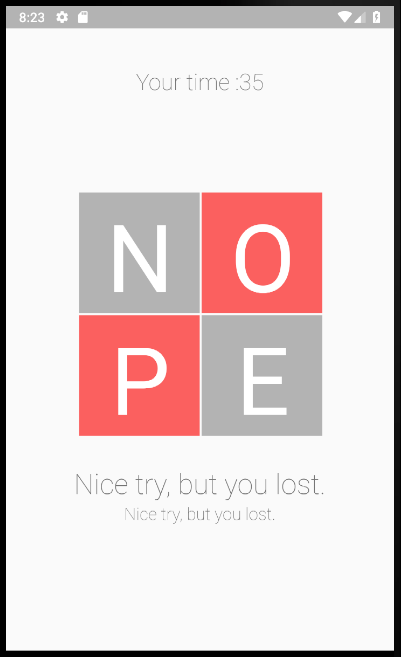 8:23
Your time :35
N O
P E
Nice try, but you lost.
Nice try, but you lost.